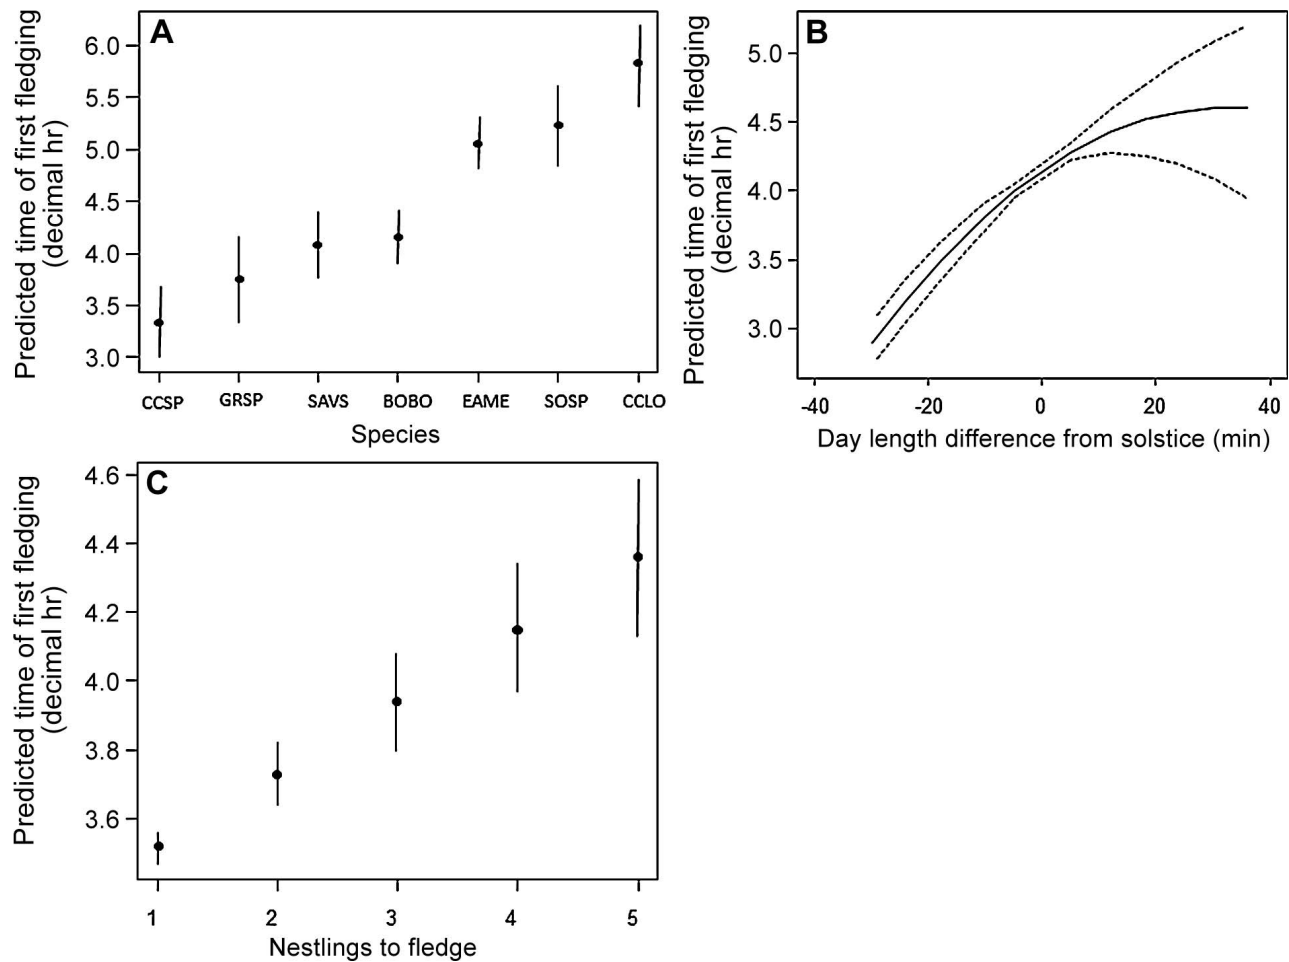 A
Predicted time of first fledging
(decimal hr)
6.0
5.5
5.0
4.5
4.0
3.5
3.0
CCSP GRSP SAVS BOBO EAME SOSP CCLO
Species
B
Predicted time of first fledging
(decimal hr)
5.0
4.5
4.0
3.5
3.0
-40 -20 0 20 40
Day length difference from solstice (min)
C
Predicted time of first fledging
(decimal hr)
4.6
4.4
4.2
4.0
3.8
3.6
1 2 3 4 5
Nestlings to fledge